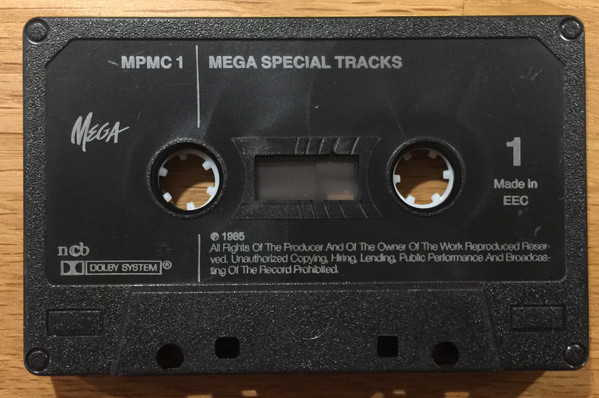 MPMC 1
MEGA SPECIAL TRACKS
MEGA
1
Made in
EEC
℗ 1985
All Rights Of The Producer And Of The Owner Of The Work Reproduced Reser-
ved. Unauthorized Copying, Hiring, Lending, Public Performance And Broadcas-
ting Of The Record Prohibited.
ncb
DOLBY SYSTEM ®